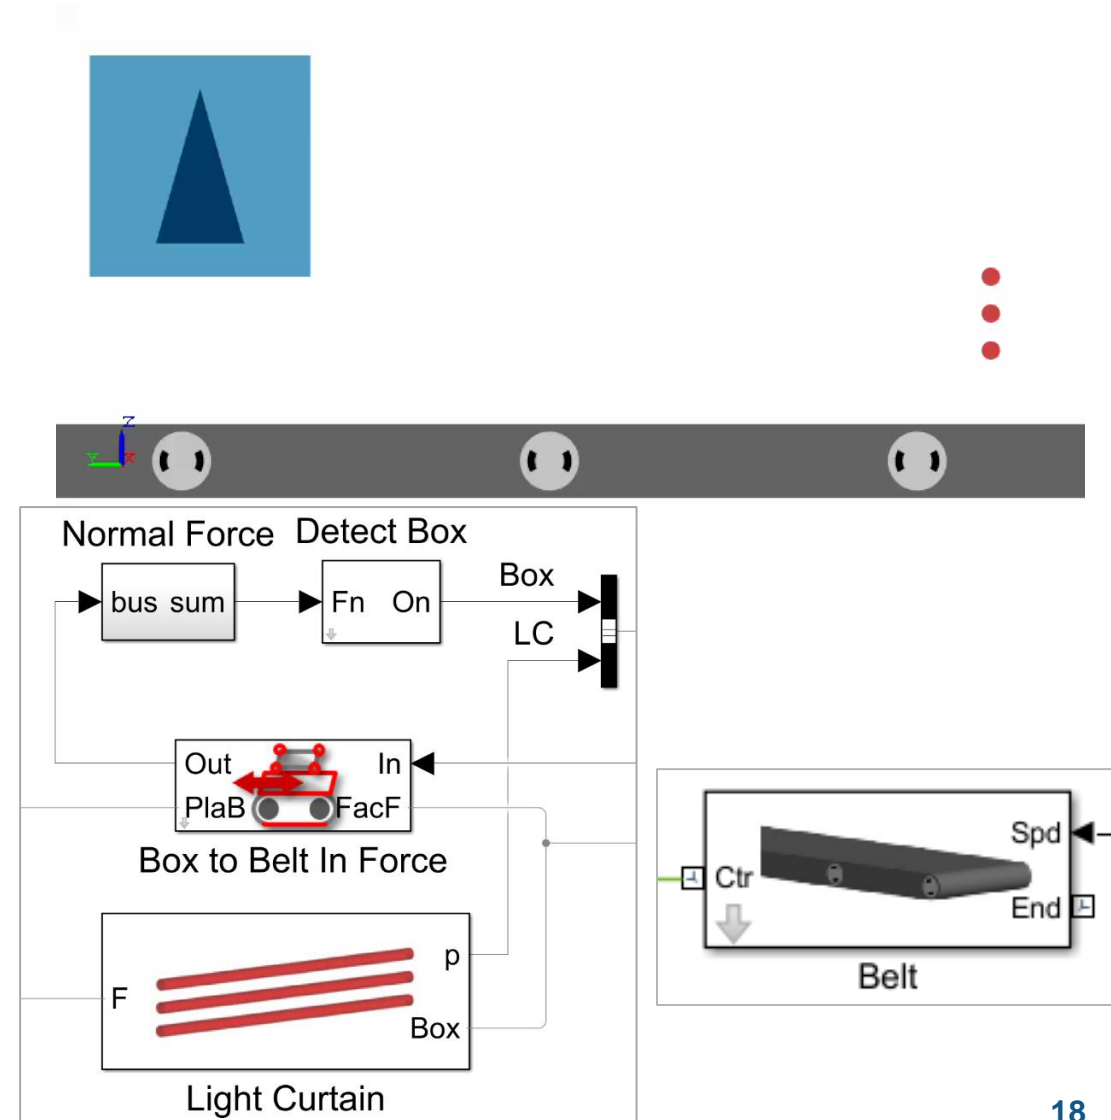 Z
Y
X
Normal Force
Detect Box
bus sum
Fn On
Box
LC
Out In
PlaB FacF
Box to Belt In Force
F
p
Box
Light Curtain
Ctr
Spd
End
Belt
18